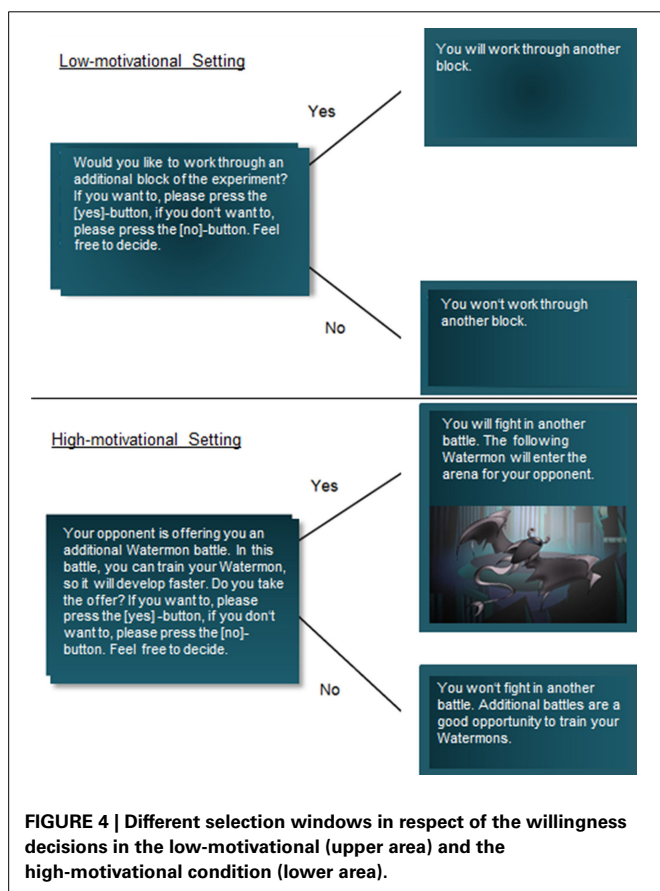 Low-motivational Setting
You will work through another
block.
Yes
Would you like to work through an
additional block of the experiment?
If you want to, please press the
[yes]-button, if you don't want to,
please press the [no]-button. Feel
free to decide.
No
You won't work through
another block.
High-motivational Setting
You will fight in another
battle. The following
Watermon will enter the
arena for your opponent.
Yes
Your opponent is offering you an
additional Watermon battle. In this
battle, you can train your Watermon,
so it will develop faster. Do you take
the offer? If you want to, please
press the [yes] -button, if you don't
want to, please press the [no]-
button. Feel free to decide.
No
You won't fight in another
battle. Additional battles are a
good opportunity to train your
Watermons.
FIGURE 4 | Different selection windows in respect of the willingness
decisions in the low-motivational (upper area) and the
high-motivational condition (lower area).